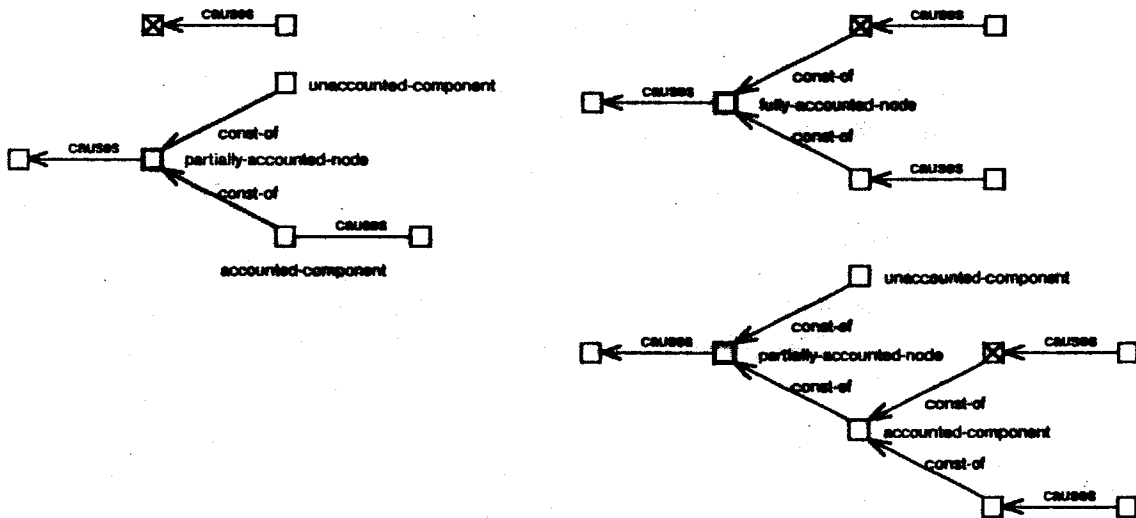 causes
unaccounted-component
const-of
causes
partially-accounted-node
const-of
causes
accounted-component
causes
const-of
causes
fully-accounted-node
const-of
causes
unaccounted-component
const-of
causes
partially-accounted-node
causes
const-of
const-of
accounted-component
const-of
causes